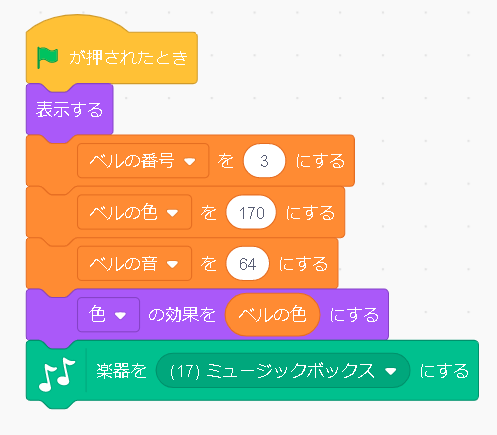 が押されたとき
表示する
ベルの番号 を 3 にする
ベルの色 を 170 にする
ベルの音 を 64 にする
色 の効果を ベルの色 にする
楽器を (17) ミュージックボックス にする